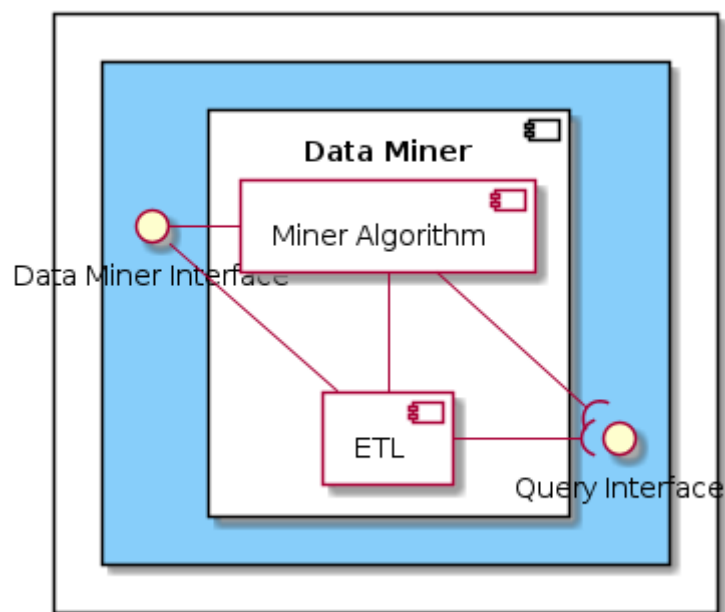 Data Miner
Miner Algorithm
Data Miner Interface
ETL
Query Interface